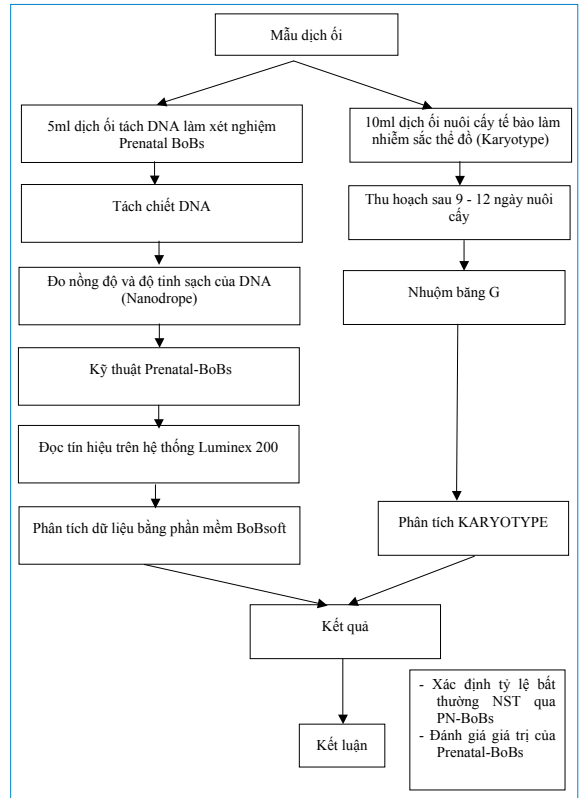 Mẫu dịch ối
5ml dịch ối tách DNA làm xét nghiệm
Prenatal BoBs
10ml dịch ối nuôi cấy tế bào làm
nhiễm sắc thể đồ (Karyotype)
Tách chiết DNA
Thu hoạch sau 9 - 12 ngày nuôi
cấy
Đo nồng độ và độ tinh sạch của DNA
(Nanodrope)
Nhuộm băng G
Kỹ thuật Prenatal-BoBs
Đọc tín hiệu trên hệ thống Luminex 200
Phân tích dữ liệu bằng phần mềm BoBsoft
Phân tích KARYOTYPE
Kết quả
- Xác định tỷ lệ bất
thường NST qua
PN-BoBs
- Đánh giá giá trị của
Prenatal-BoBs
Kết luận